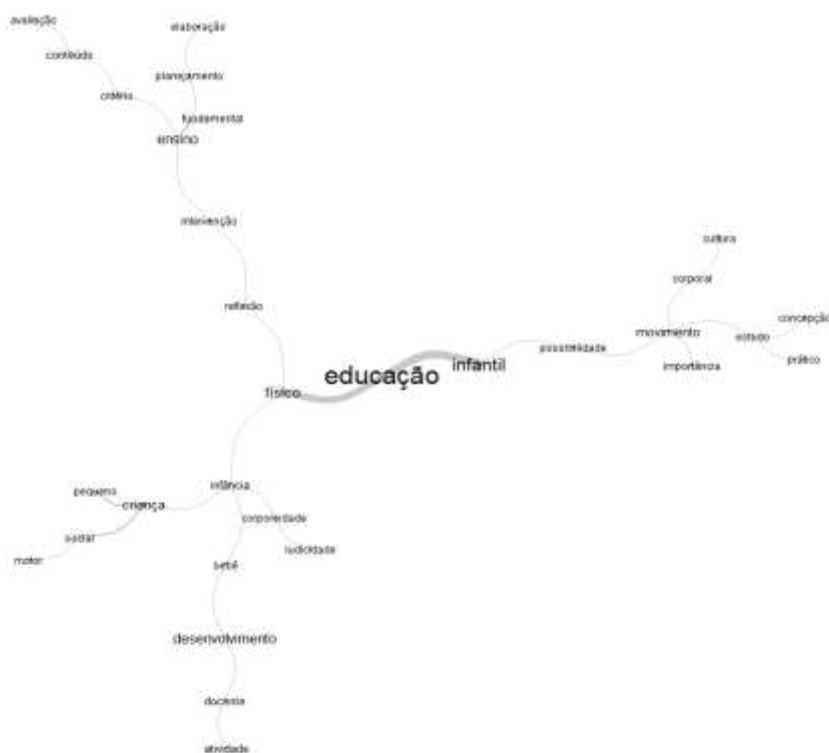 avaliação
elaboração
conteúdo
planejamento
critério
fundamental
ensino
intervenção
cultura
corporal
reflexão
concepção
movimento
estudo
possibilidade
prático
infantil
importância
educação
físico
infância
pequeno
criança
corporeidade
social
ludicidade
motor
bebê
desenvolvimento
docente
atividade